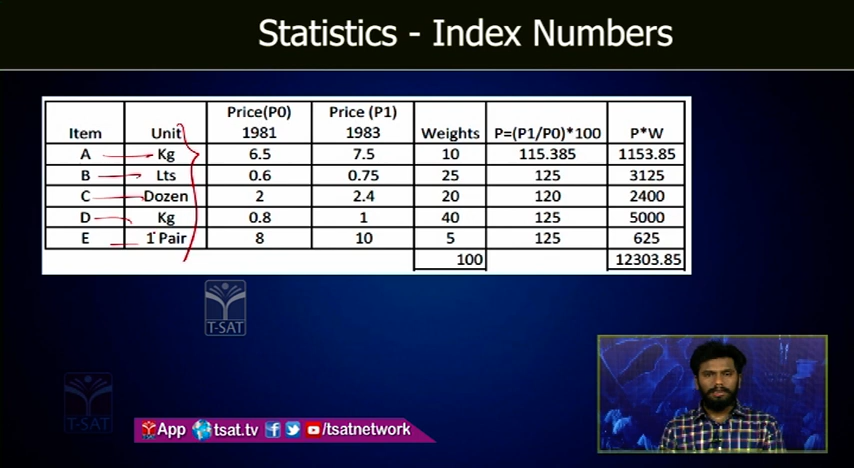 Statistics - Index Numbers
Price(P0) Price (P1)
Item Unit 1981 1983 Weights P=(P1/P0)*100 P*W
A Kg 6.5 7.5 10 115.385 1153.85
B Lts 0.6 0.75 25 125 3125
C Dozen 2 2.4 20 120 2400
D Kg 0.8 1 40 125 5000
E 1 Pair 8 10 5 125 625
100 12303.85
T-SAT
T-SAT
App tsat.tv /tsatnetwork